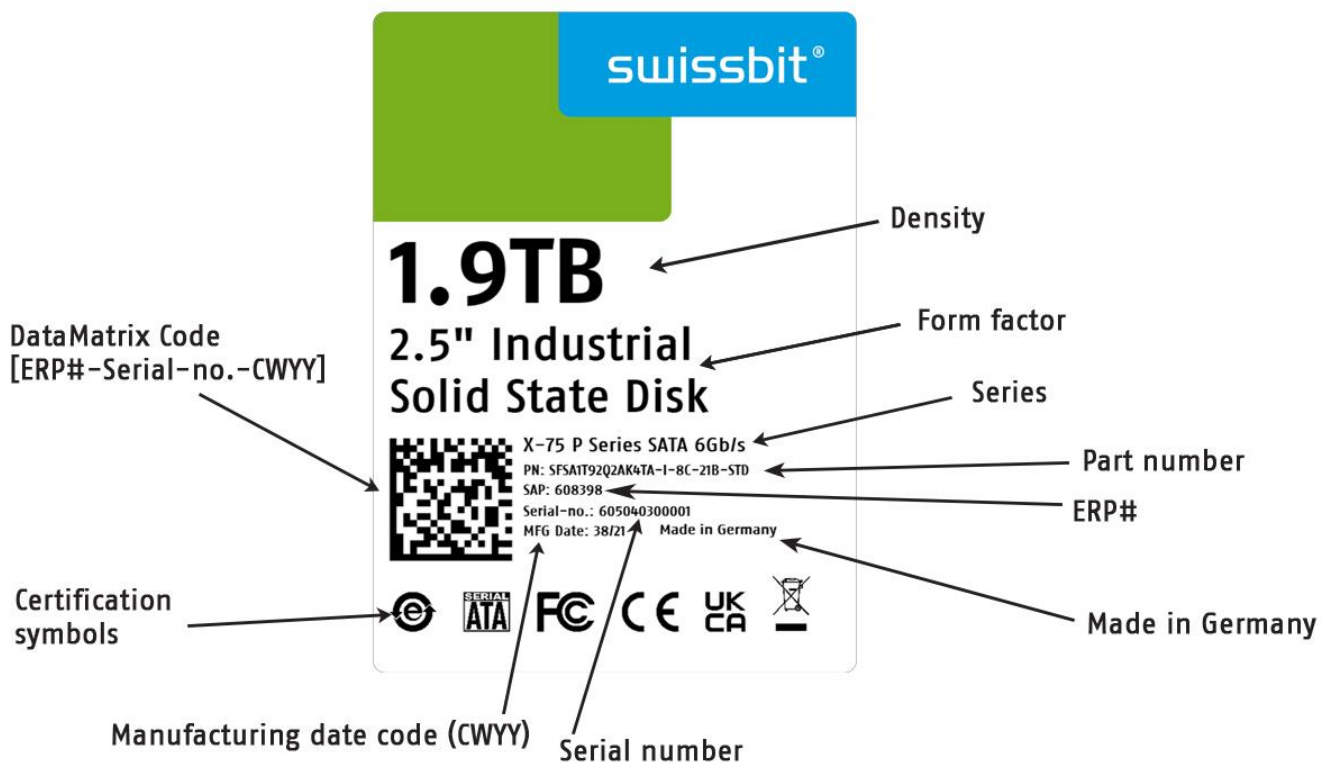 swissbit®
1.9TB
2.5" Industrial
Solid State Disk
X-75 P Series SATA 6Gb/s
PN: SFSA1T92Q2AK4TA-I-8C-21B-STD
SAP: 608398
Serial-no.: 605040300001
MFG Date: 38/21 Made in Germany
e SERIAL ATA FC CE UK CA
Density
Form factor
Series
Part number
ERP#
Made in Germany
DataMatrix Code
[ERP#-Serial-no.-CWYY]
Certification
symbols
Manufacturing date code (CWYY)
Serial number